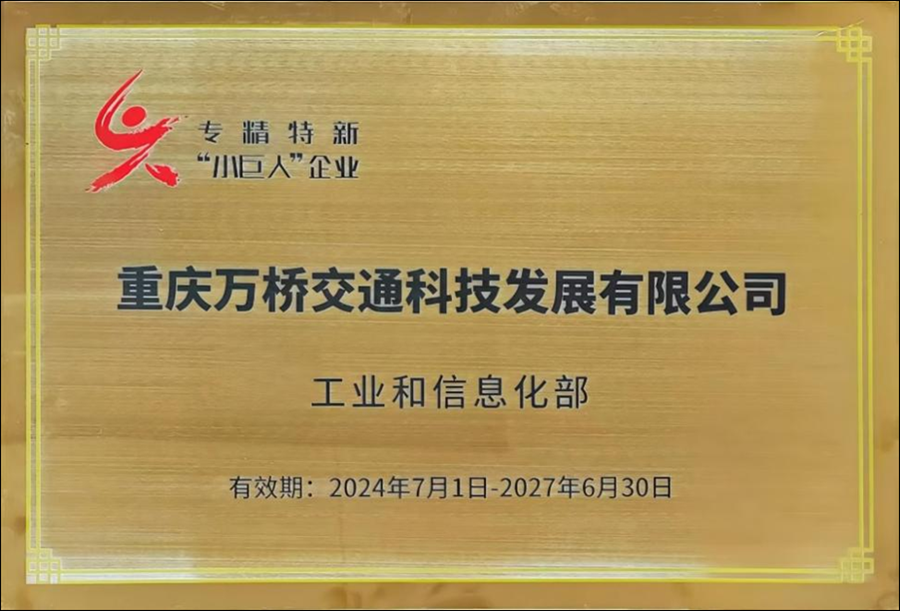 专精特新
“小巨人”企业
重庆万桥交通科技发展有限公司
工业和信息化部
有效期：2024年7月1日-2027年6月30日